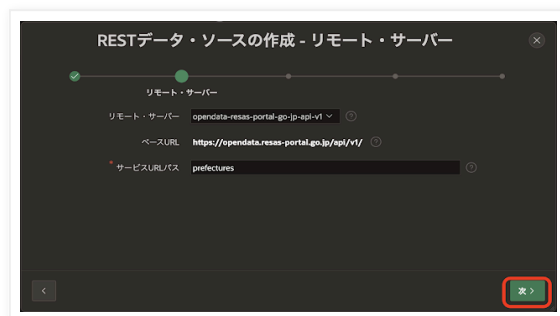 RESTデータ・ソースの作成 - リモート・サーバー
リモート・サーバー
リモート・サーバー opendata-resas-portal-go-jp-api-v1
ベースURL https://opendata.resas-portal.go.jp/api/v1/
* サービスURLパス prefectures
次 >